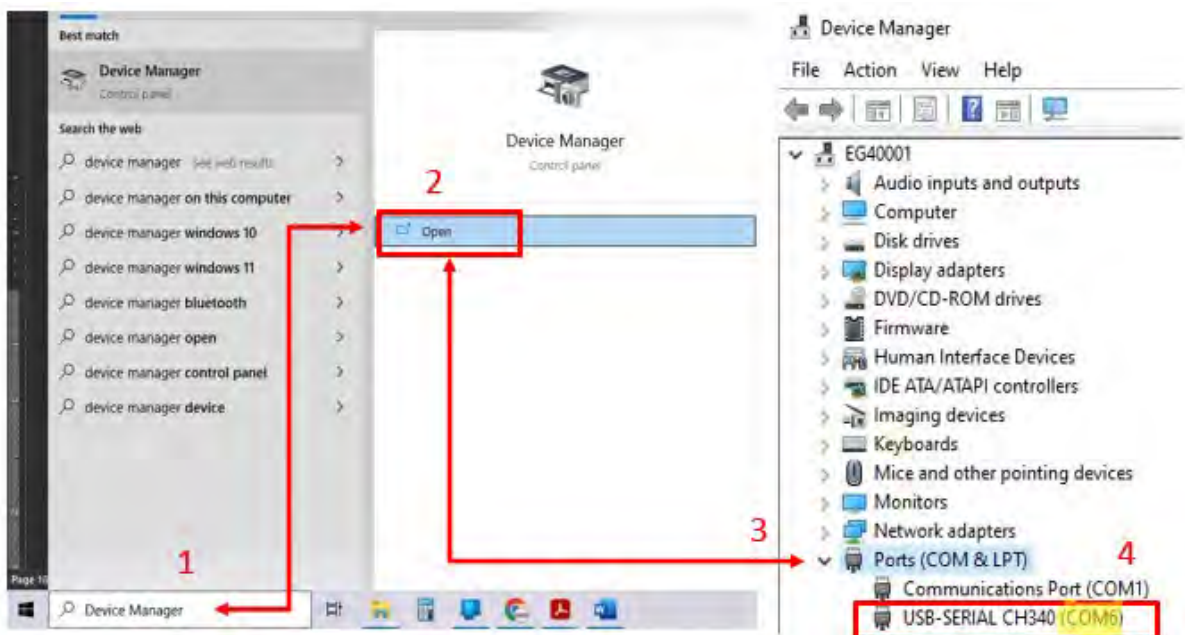 Best match
Device Manager
Control panel
Search the web
device manager See web results
device manager on this computer
device manager windows 10
device manager windows 11
device manager bluetooth
device manager open
device manager control panel
device manager device
1
Page 10
Device Manager
Device Manager
Control panel
2
Open
3
Device Manager
File Action View Help
EG40001
Audio inputs and outputs
Computer
Disk drives
Display adapters
DVD/CD-ROM drives
Firmware
Human Interface Devices
IDE ATA/ATAPI controllers
Imaging devices
Keyboards
Mice and other pointing devices
Monitors
Network adapters
Ports (COM & LPT)
4
Communications Port (COM1)
USB-SERIAL CH340 (COM6)